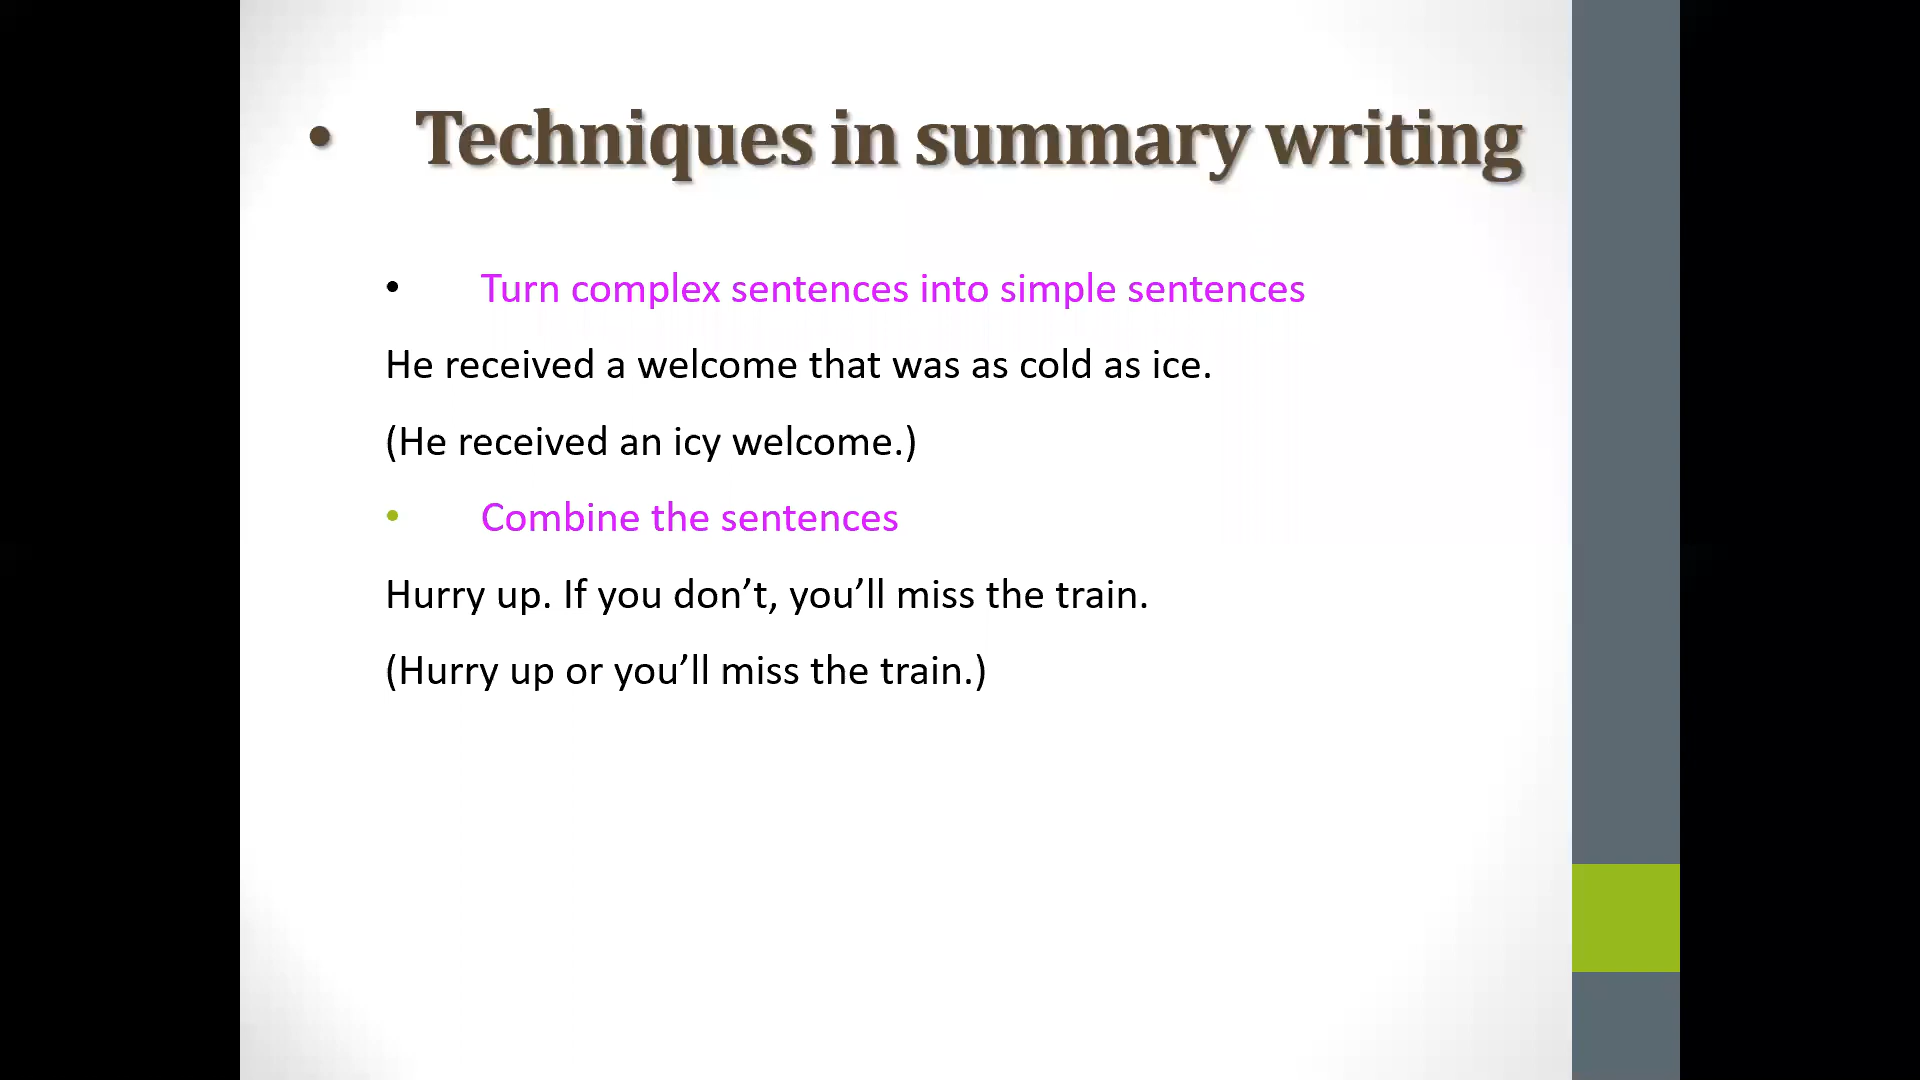 • Techniques in summary writing
• Turn complex sentences into simple sentences
He received a welcome that was as cold as ice.
(He received an icy welcome.)
• Combine the sentences
Hurry up. If you don’t, you’ll miss the train.
(Hurry up or you’ll miss the train.)